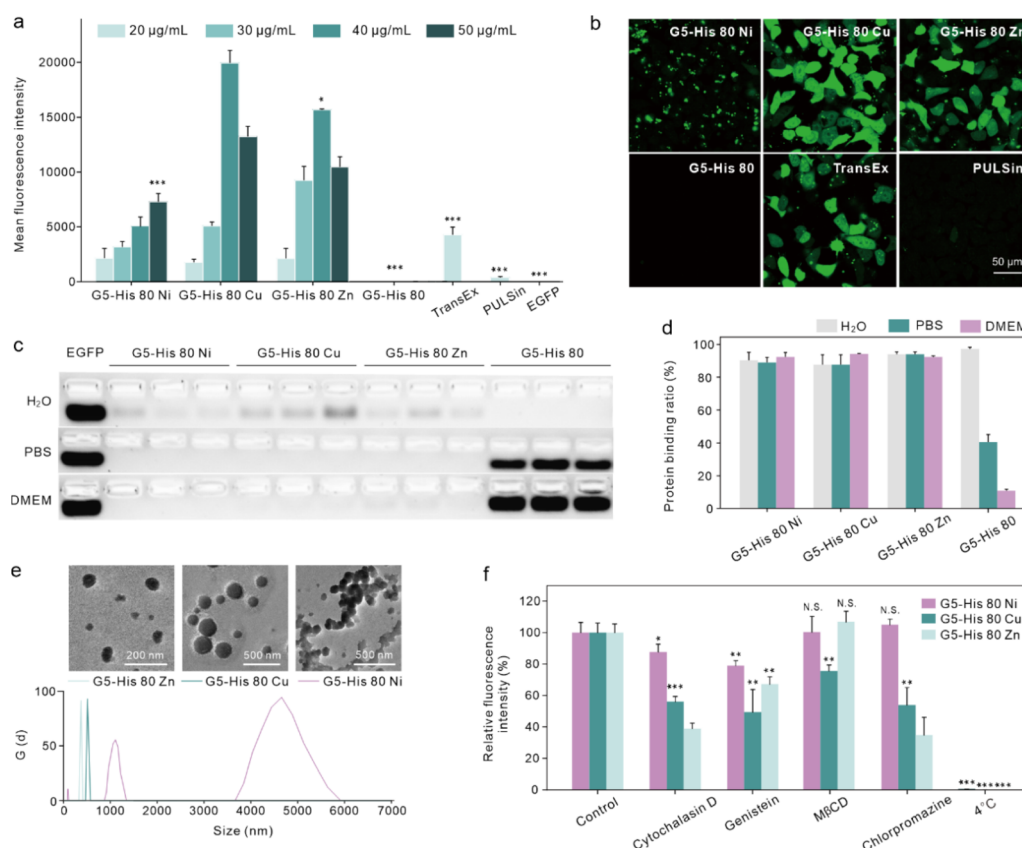 a
20 μg/mL 30 μg/mL 40 μg/mL 50 μg/mL
Mean fluorescence intensity
20000
15000
10000
5000
0
***
*
***
***
***
***
G5-His 80 Ni G5-His 80 Cu G5-His 80 Zn G5-His 80 TransEx PULSin EGFP
b
G5-His 80 Ni G5-His 80 Cu G5-His 80 Zn
G5-His 80 TransEx PULSin
50 μm
c
EGFP G5-His 80 Ni G5-His 80 Cu G5-His 80 Zn G5-His 80
H₂O
PBS
DMEM
d
H₂O PBS DMEM
Protein binding ratio (%)
100
80
60
40
20
0
G5-His 80 Ni G5-His 80 Cu G5-His 80 Zn G5-His 80
e
200 nm 500 nm 500 nm
G5-His 80 Zn G5-His 80 Cu G5-His 80 Ni
G (d)
100
50
0
0 1000 2000 3000 4000 5000 6000 7000
Size (nm)
f
G5-His 80 Ni
G5-His 80 Cu
G5-His 80 Zn
Relative fluorescence
intensity (%)
120
100
80
60
40
20
0
* *** ** ** ** N.S. ** N.S. N.S. ** *** ******
Control Cytochalasin D Genistein MβCD Chlorpromazine 4°C